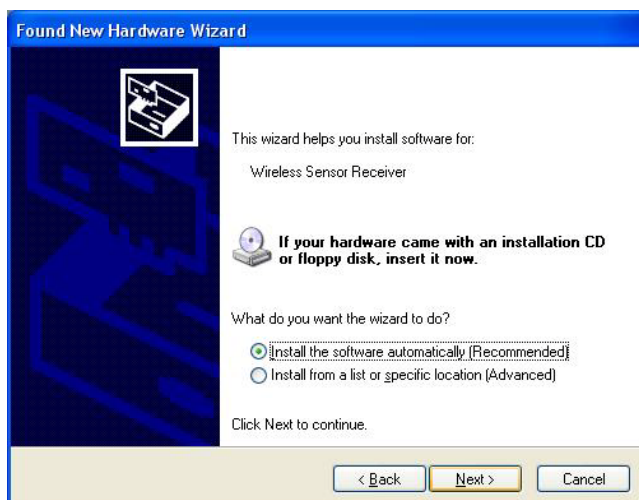 Found New Hardware Wizard
This wizard helps you install software for:
Wireless Sensor Receiver
If your hardware came with an installation CD
or floppy disk, insert it now.
What do you want the wizard to do?
Install the software automatically (Recommended)
Install from a list or specific location (Advanced)
Click Next to continue.
< Back Next > Cancel